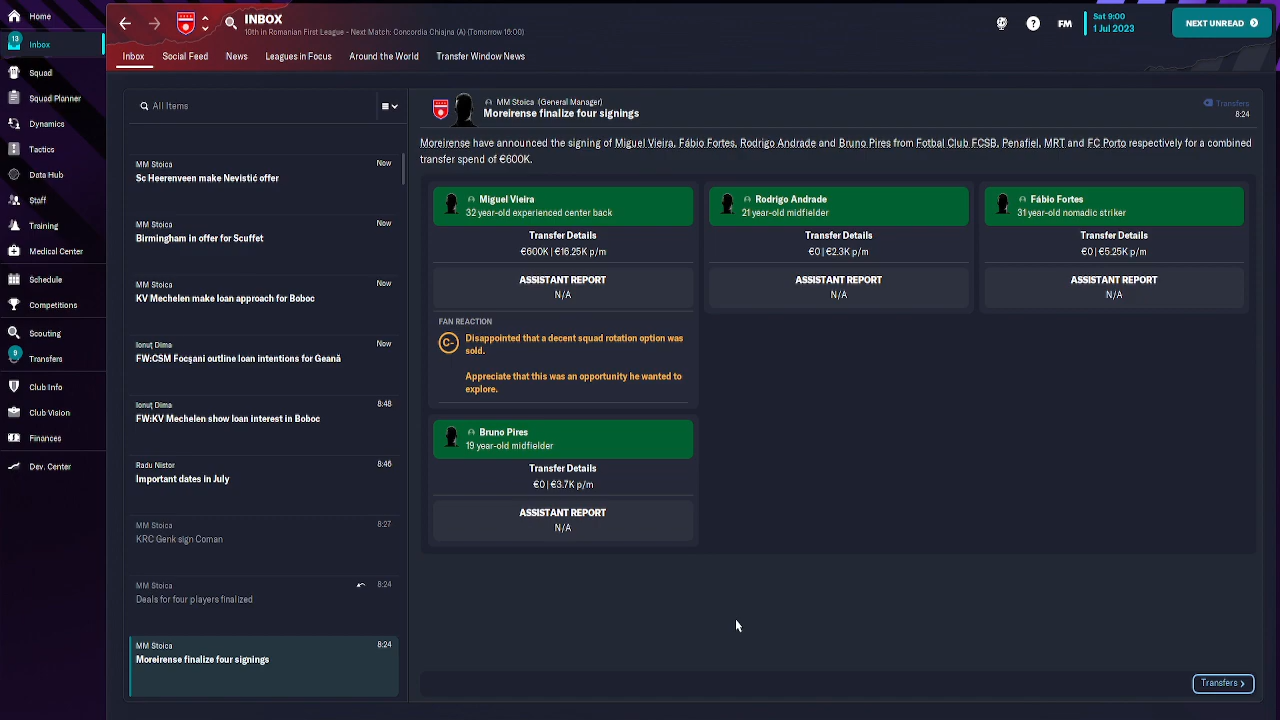 Home
13
Inbox
Squad
Squad Planner
Dynamics
Tactics
Data Hub
Staff
Training
Medical Center
Schedule
Competitions
Scouting
9
Transfers
Club Info
Club Vision
Finances
Dev. Center
INBOX
10th in Romanian First League - Next Match: Concordia Chiajna (A) (Tomorrow 16:00)
FM
Sat 9:00
1 Jul 2023
NEXT UNREAD
Inbox
Social Feed
News
Leagues in Focus
Around the World
Transfer Window News
All Items
MM Stoica
Now
Sc Heerenveen make Nevistić offer
MM Stoica
Now
Birmingham in offer for Scuffet
MM Stoica
Now
KV Mechelen make loan approach for Boboc
Ionuț Dima
Now
FW:CSM Focșani outline loan intentions for Geană
Ionuț Dima
8:48
FW:KV Mechelen show loan interest in Boboc
Radu Nistor
8:46
Important dates in July
MM Stoica
8:27
KRC Genk sign Coman
MM Stoica
8:24
Deals for four players finalized
MM Stoica
8:24
Moreirense finalize four signings
MM Stoica (General Manager)
Moreirense finalize four signings
Transfers
8:24
Moreirense have announced the signing of Miguel Vieira, Fábio Fortes, Rodrigo Andrade and Bruno Pires from Fotbal Club FCSB, Penafiel, MRT and FC Porto respectively for a combined
transfer spend of €600K.
Miguel Vieira
32 year-old experienced center back
Transfer Details
€600K | €16.25K p/m
ASSISTANT REPORT
N/A
FAN REACTION
C-
Disappointed that a decent squad rotation option was
sold.
Appreciate that this was an opportunity he wanted to
explore.
Rodrigo Andrade
21 year-old midfielder
Transfer Details
€0 | €2.3K p/m
ASSISTANT REPORT
N/A
Fábio Fortes
31 year-old nomadic striker
Transfer Details
€0 | €5.25K p/m
ASSISTANT REPORT
N/A
Bruno Pires
19 year-old midfielder
Transfer Details
€0 | €3.7K p/m
ASSISTANT REPORT
N/A
Transfers